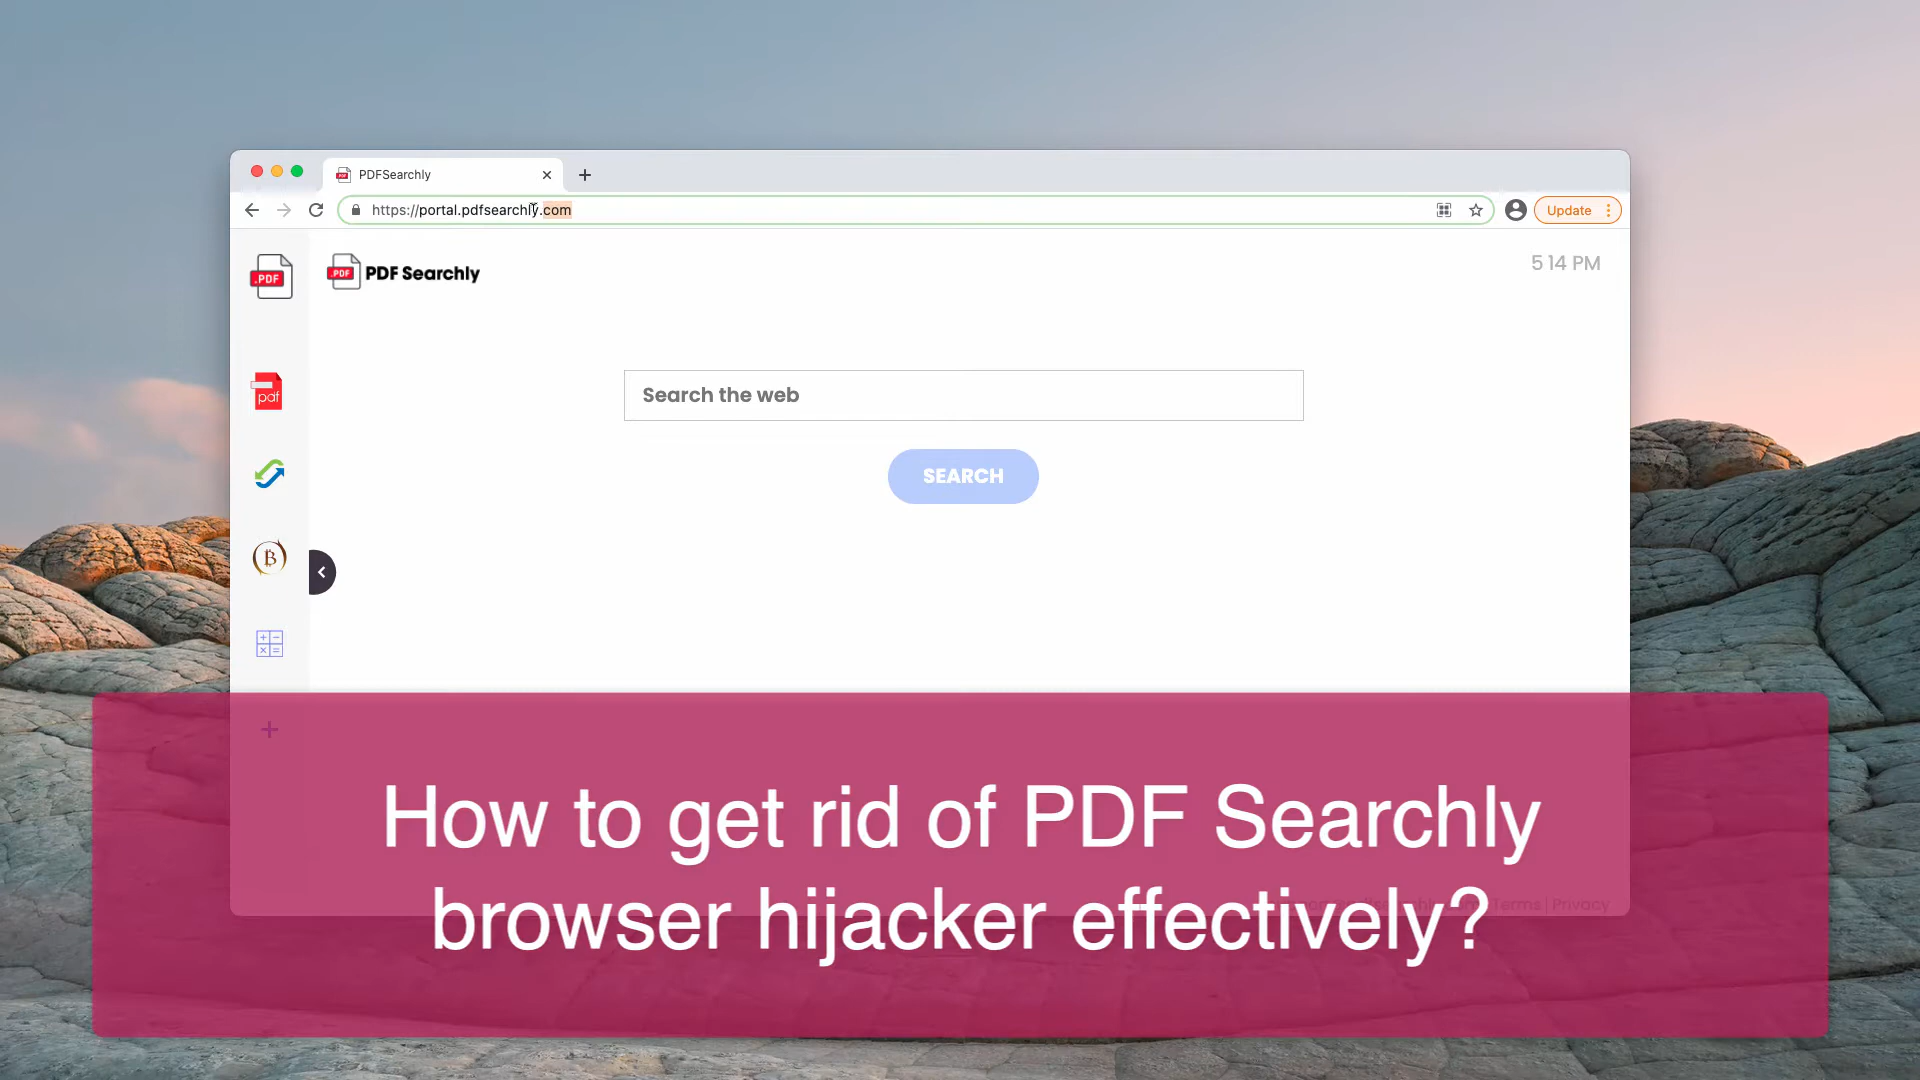 PDFSearchly
https://portal.pdfsearchly.com
Update
.PDF
.PDF PDF Searchly
5 14 PM
pdf
Search the web
SEARCH
Terms | Privacy
How to get rid of PDF Searchly
browser hijacker effectively?